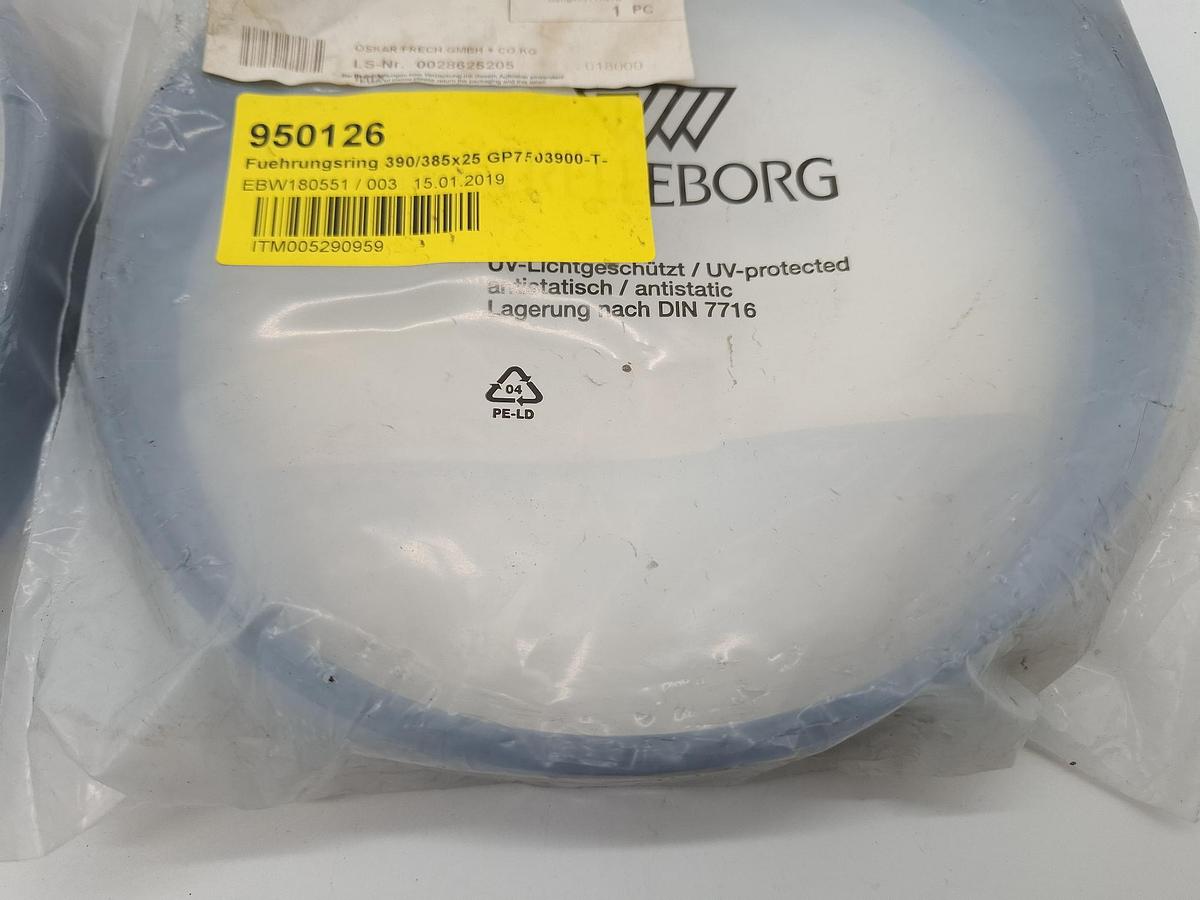 1 PC
OSKAR FRECH GMBH + CO.KG
LS-Nr. 0028625205 018000
950126
Fuehrungsring 390/385x25 GP7503900-T-
EBW180551 / 003 15.01.2019
ITM005290959
EBORG
UV-Lichtgeschützt / UV-protected
antistatisch / antistatic
Lagerung nach DIN 7716
04
PE-LD